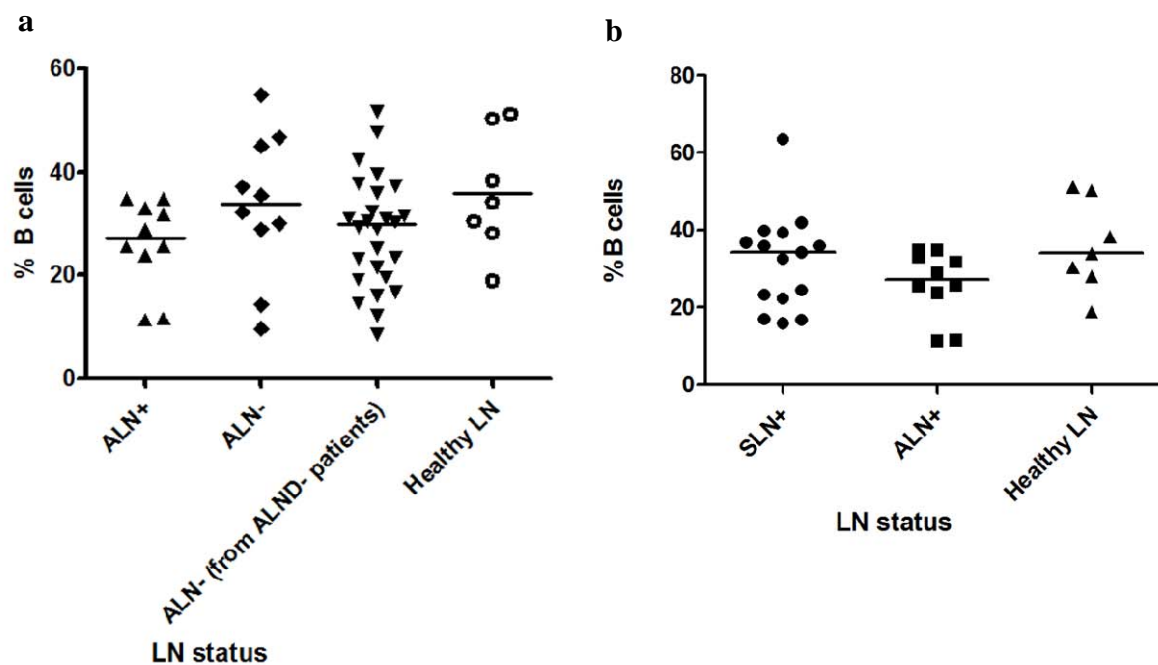 a
% B cells
60
40
20
0
ALN+
ALN-
ALN- (from ALND- patients)
Healthy LN
LN status
b
% B cells
80
60
40
20
0
SLN+
ALN+
Healthy LN
LN status